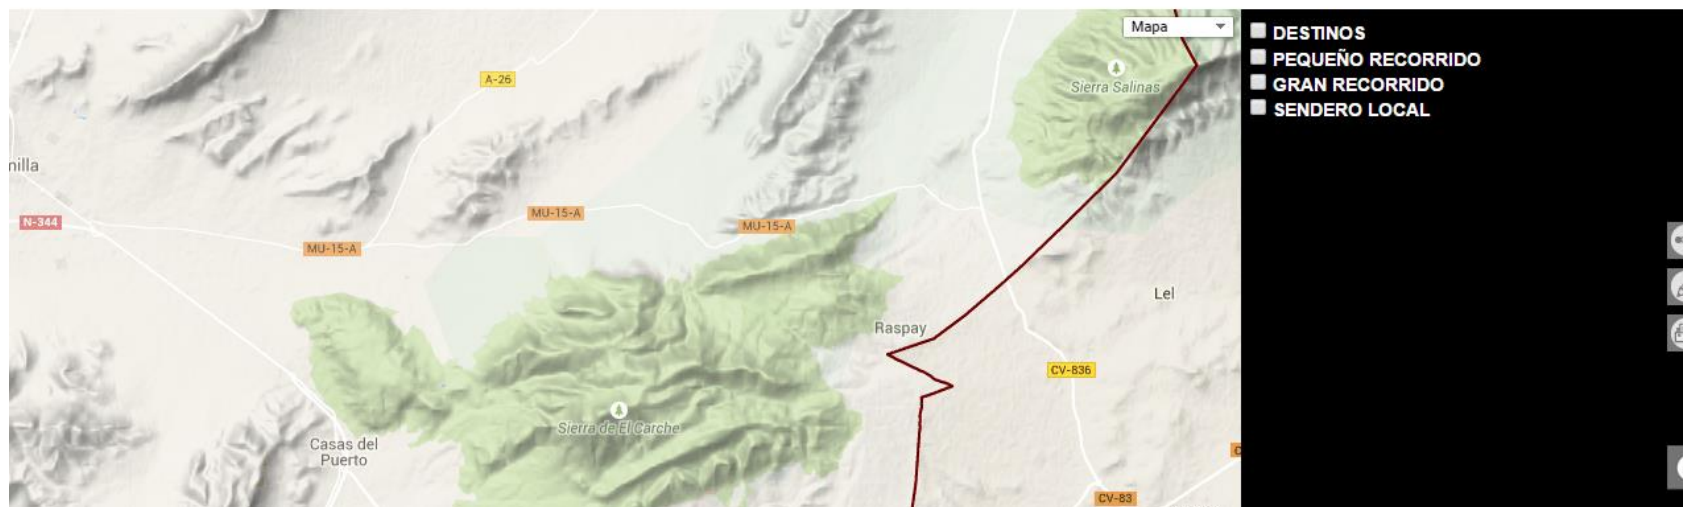 Mapa
DESTINOS
PEQUEÑO RECORRIDO
GRAN RECORRIDO
SENDERO LOCAL
A-26
Sierra Salinas
nilla
N-344
MU-15-A
MU-15-A
MU-15-A
Lel
Raspay
CV-836
Sierra de El Carche
Casas del
Puerto
CV-83